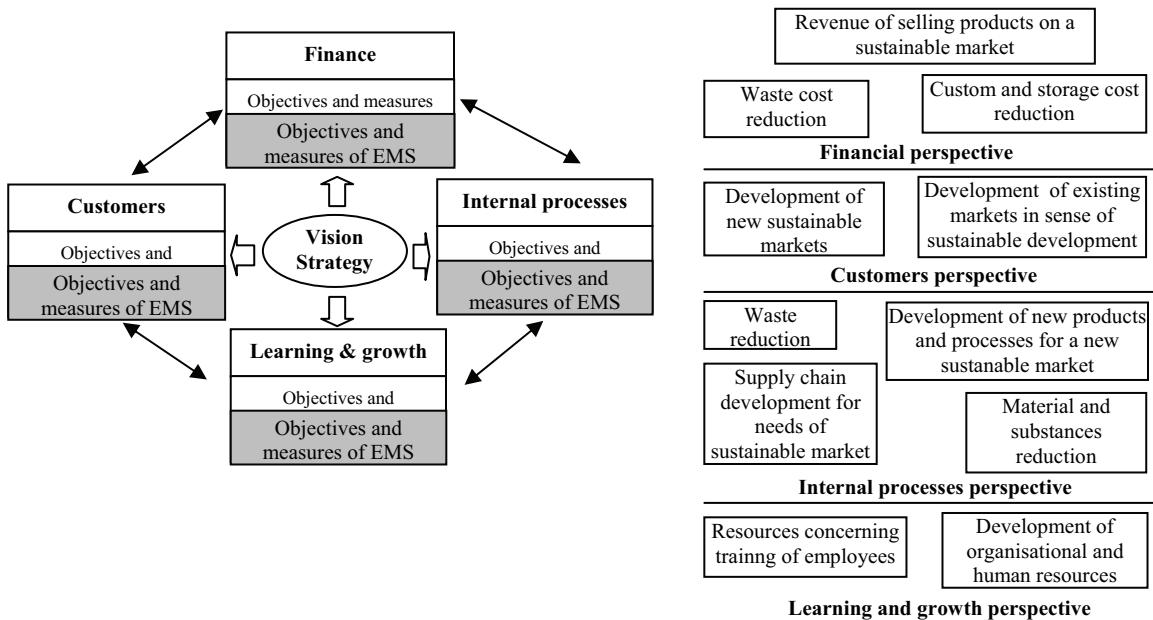 Finance
Objectives and measures
Objectives and
measures of EMS
Customers
Objectives and
Objectives and
measures of EMS
Vision
Strategy
Internal processes
Objectives and
Objectives and
measures of EMS
Learning & growth
Objectives and
Objectives and
measures of EMS
Revenue of selling products on a
sustainable market
Waste cost
reduction
Custom and storage cost
reduction
Financial perspective
Development of
new sustainable
markets
Development of existing
markets in sense of
sustainable development
Customers perspective
Waste
reduction
Development of new products
and processes for a new
sustanable market
Supply chain
development for
needs of
sustainable market
Material and
substances
reduction
Internal processes perspective
Resources concerning
trainng of employees
Development of
organisational and
human resources
Learning and growth perspective